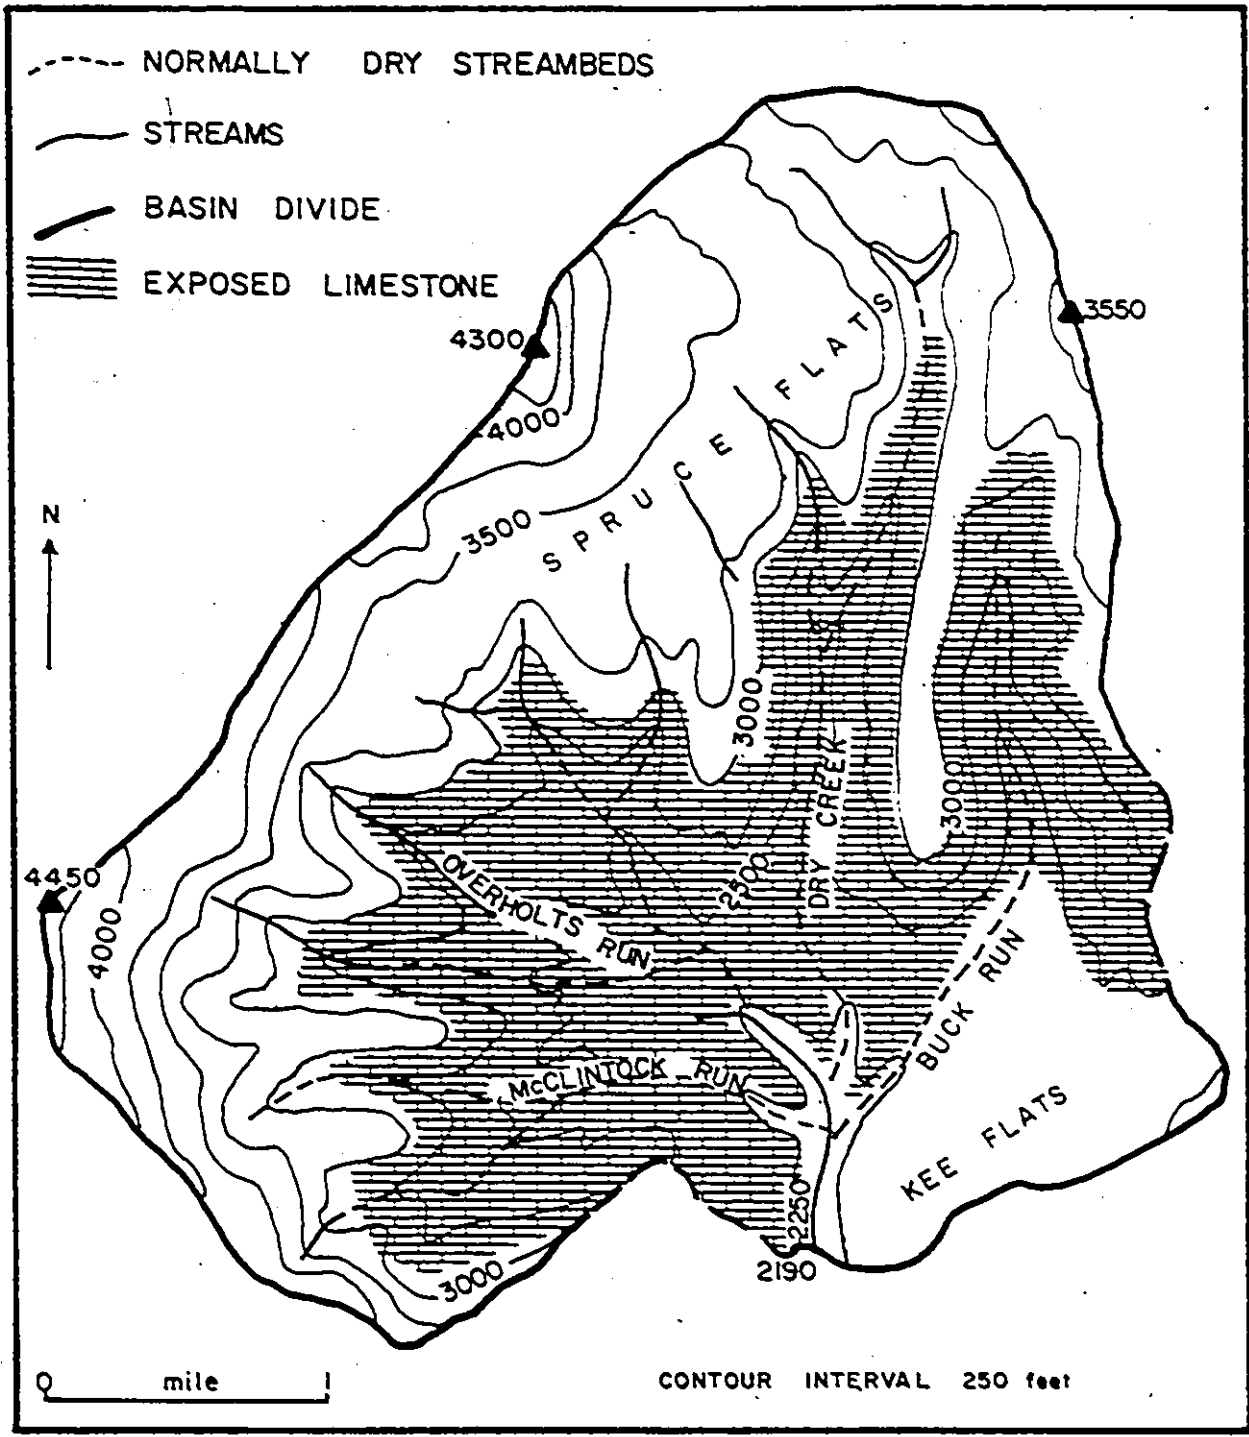 NORMALLY DRY STREAMBEDS
STREAMS
BASIN DIVIDE
EXPOSED LIMESTONE
4300
3550
4000
SPRUCE FLATS
N
3500
3000
DRY CREEK
3000
4450
4000
2500
OVERHOLTS RUN
BUCK RUN
McCLINTOCK RUN
KEE FLATS
2250
2190
3000
0 mile 1
CONTOUR INTERVAL 250 feet